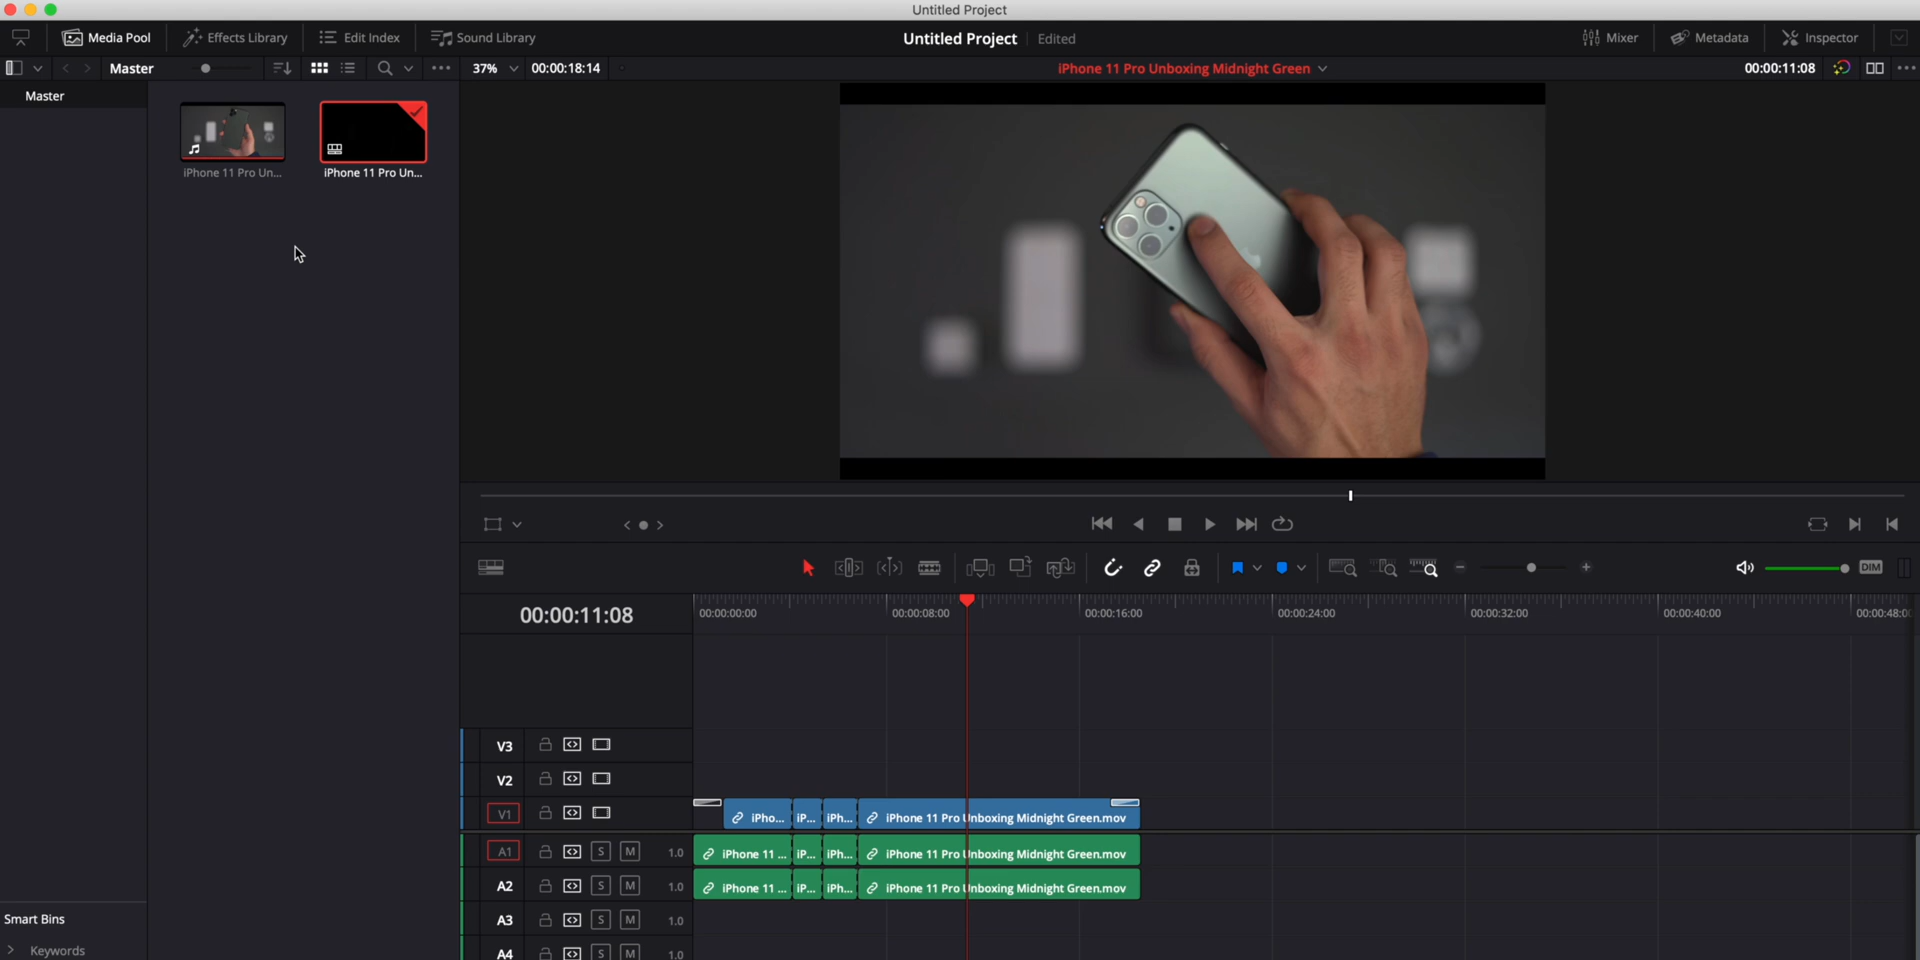 Untitled Project
Media Pool Effects Library Edit Index Sound Library Untitled Project Edited Mixer Metadata Inspector
Master 37% 00:00:18:14 iPhone 11 Pro Unboxing Midnight Green 00:00:11:08
Master
iPhone 11 Pro Un... iPhone 11 Pro Un...
DIM
00:00:11:08 00:00:00:00 00:00:08:00 00:00:16:00 00:00:24:00 00:00:32:00 00:00:40:00 00:00:48:0
V3
V2
V1 iPho... iP... iPh... iPhone 11 Pro Unboxing Midnight Green.mov
A1 S M 1.0 iPhone 11 ... iP... iPh... iPhone 11 Pro Unboxing Midnight Green.mov
A2 S M 1.0 iPhone 11 ... iP... iPh... iPhone 11 Pro Unboxing Midnight Green.mov
Smart Bins A3 S M 1.0
Keywords A4 S M 1.0